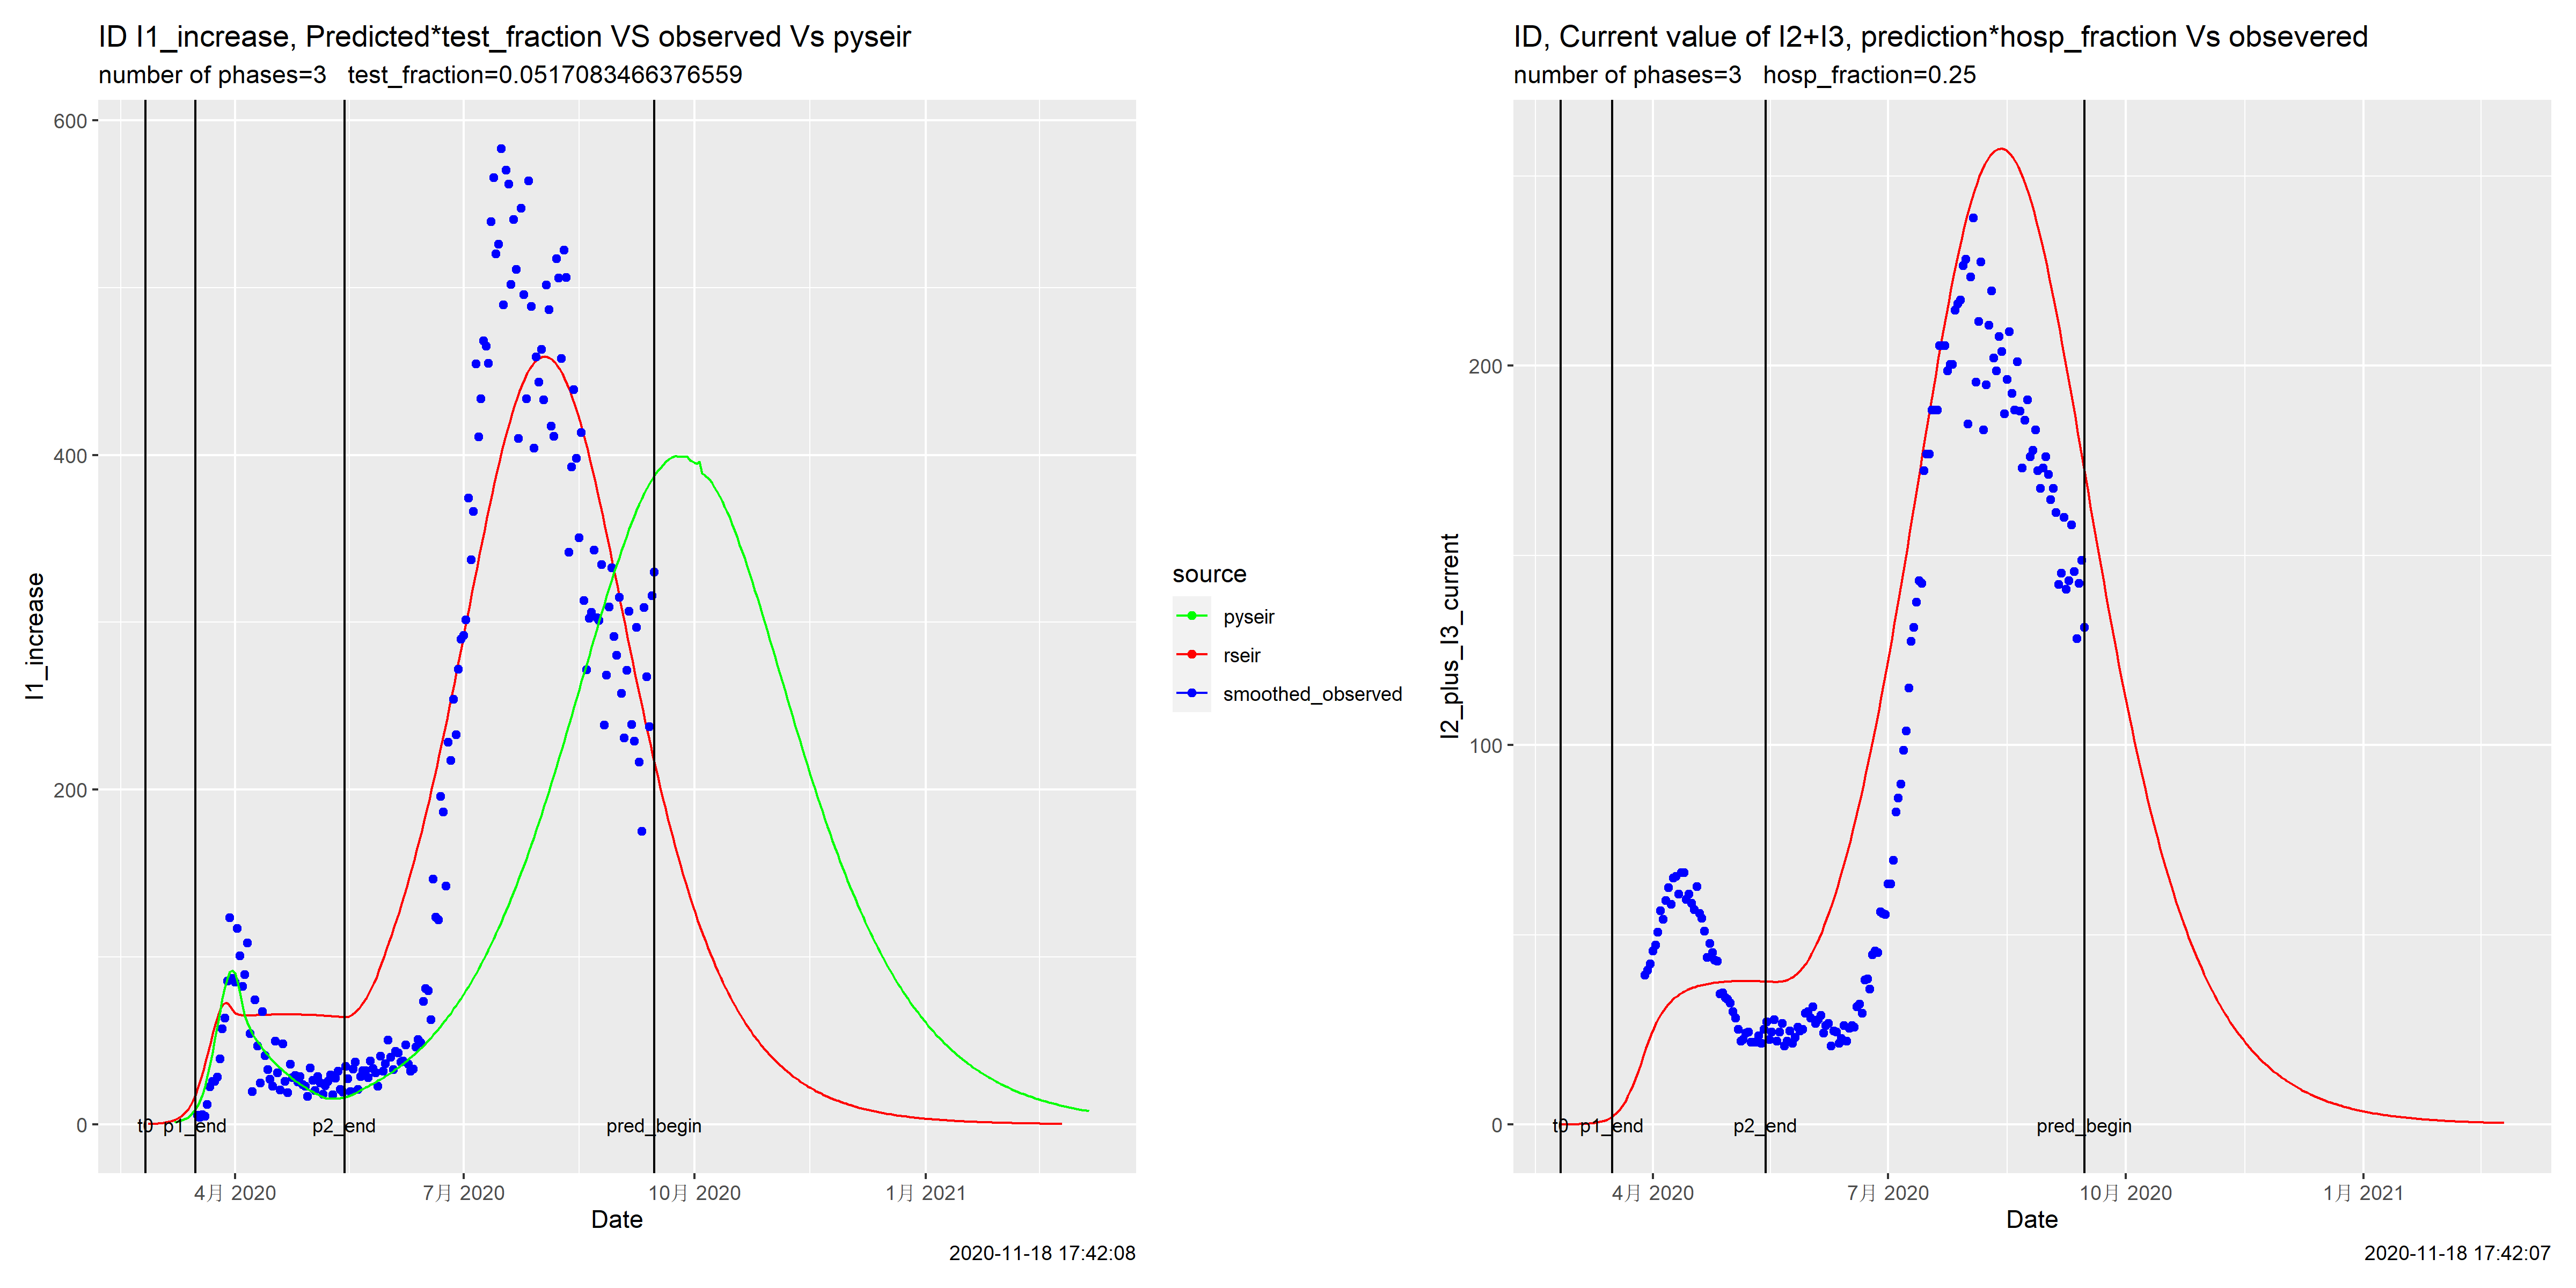 ID I1_increase, Predicted*test_fraction VS observed Vs pyseir
number of phases=3 test_fraction=0.0517083466376559
600
400
200
0
I1_increase
t0 p1_end p2_end pred_begin
4月 2020 7月 2020 10月 2020 1月 2021
Date
2020-11-18 17:42:08
source
pyseir
rseir
smoothed_observed
ID, Current value of I2+I3, prediction*hosp_fraction Vs obsevered
number of phases=3 hosp_fraction=0.25
200
100
0
I2_plus_I3_current
t0 p1_end p2_end pred_begin
4月 2020 7月 2020 10月 2020 1月 2021
Date
2020-11-18 17:42:07